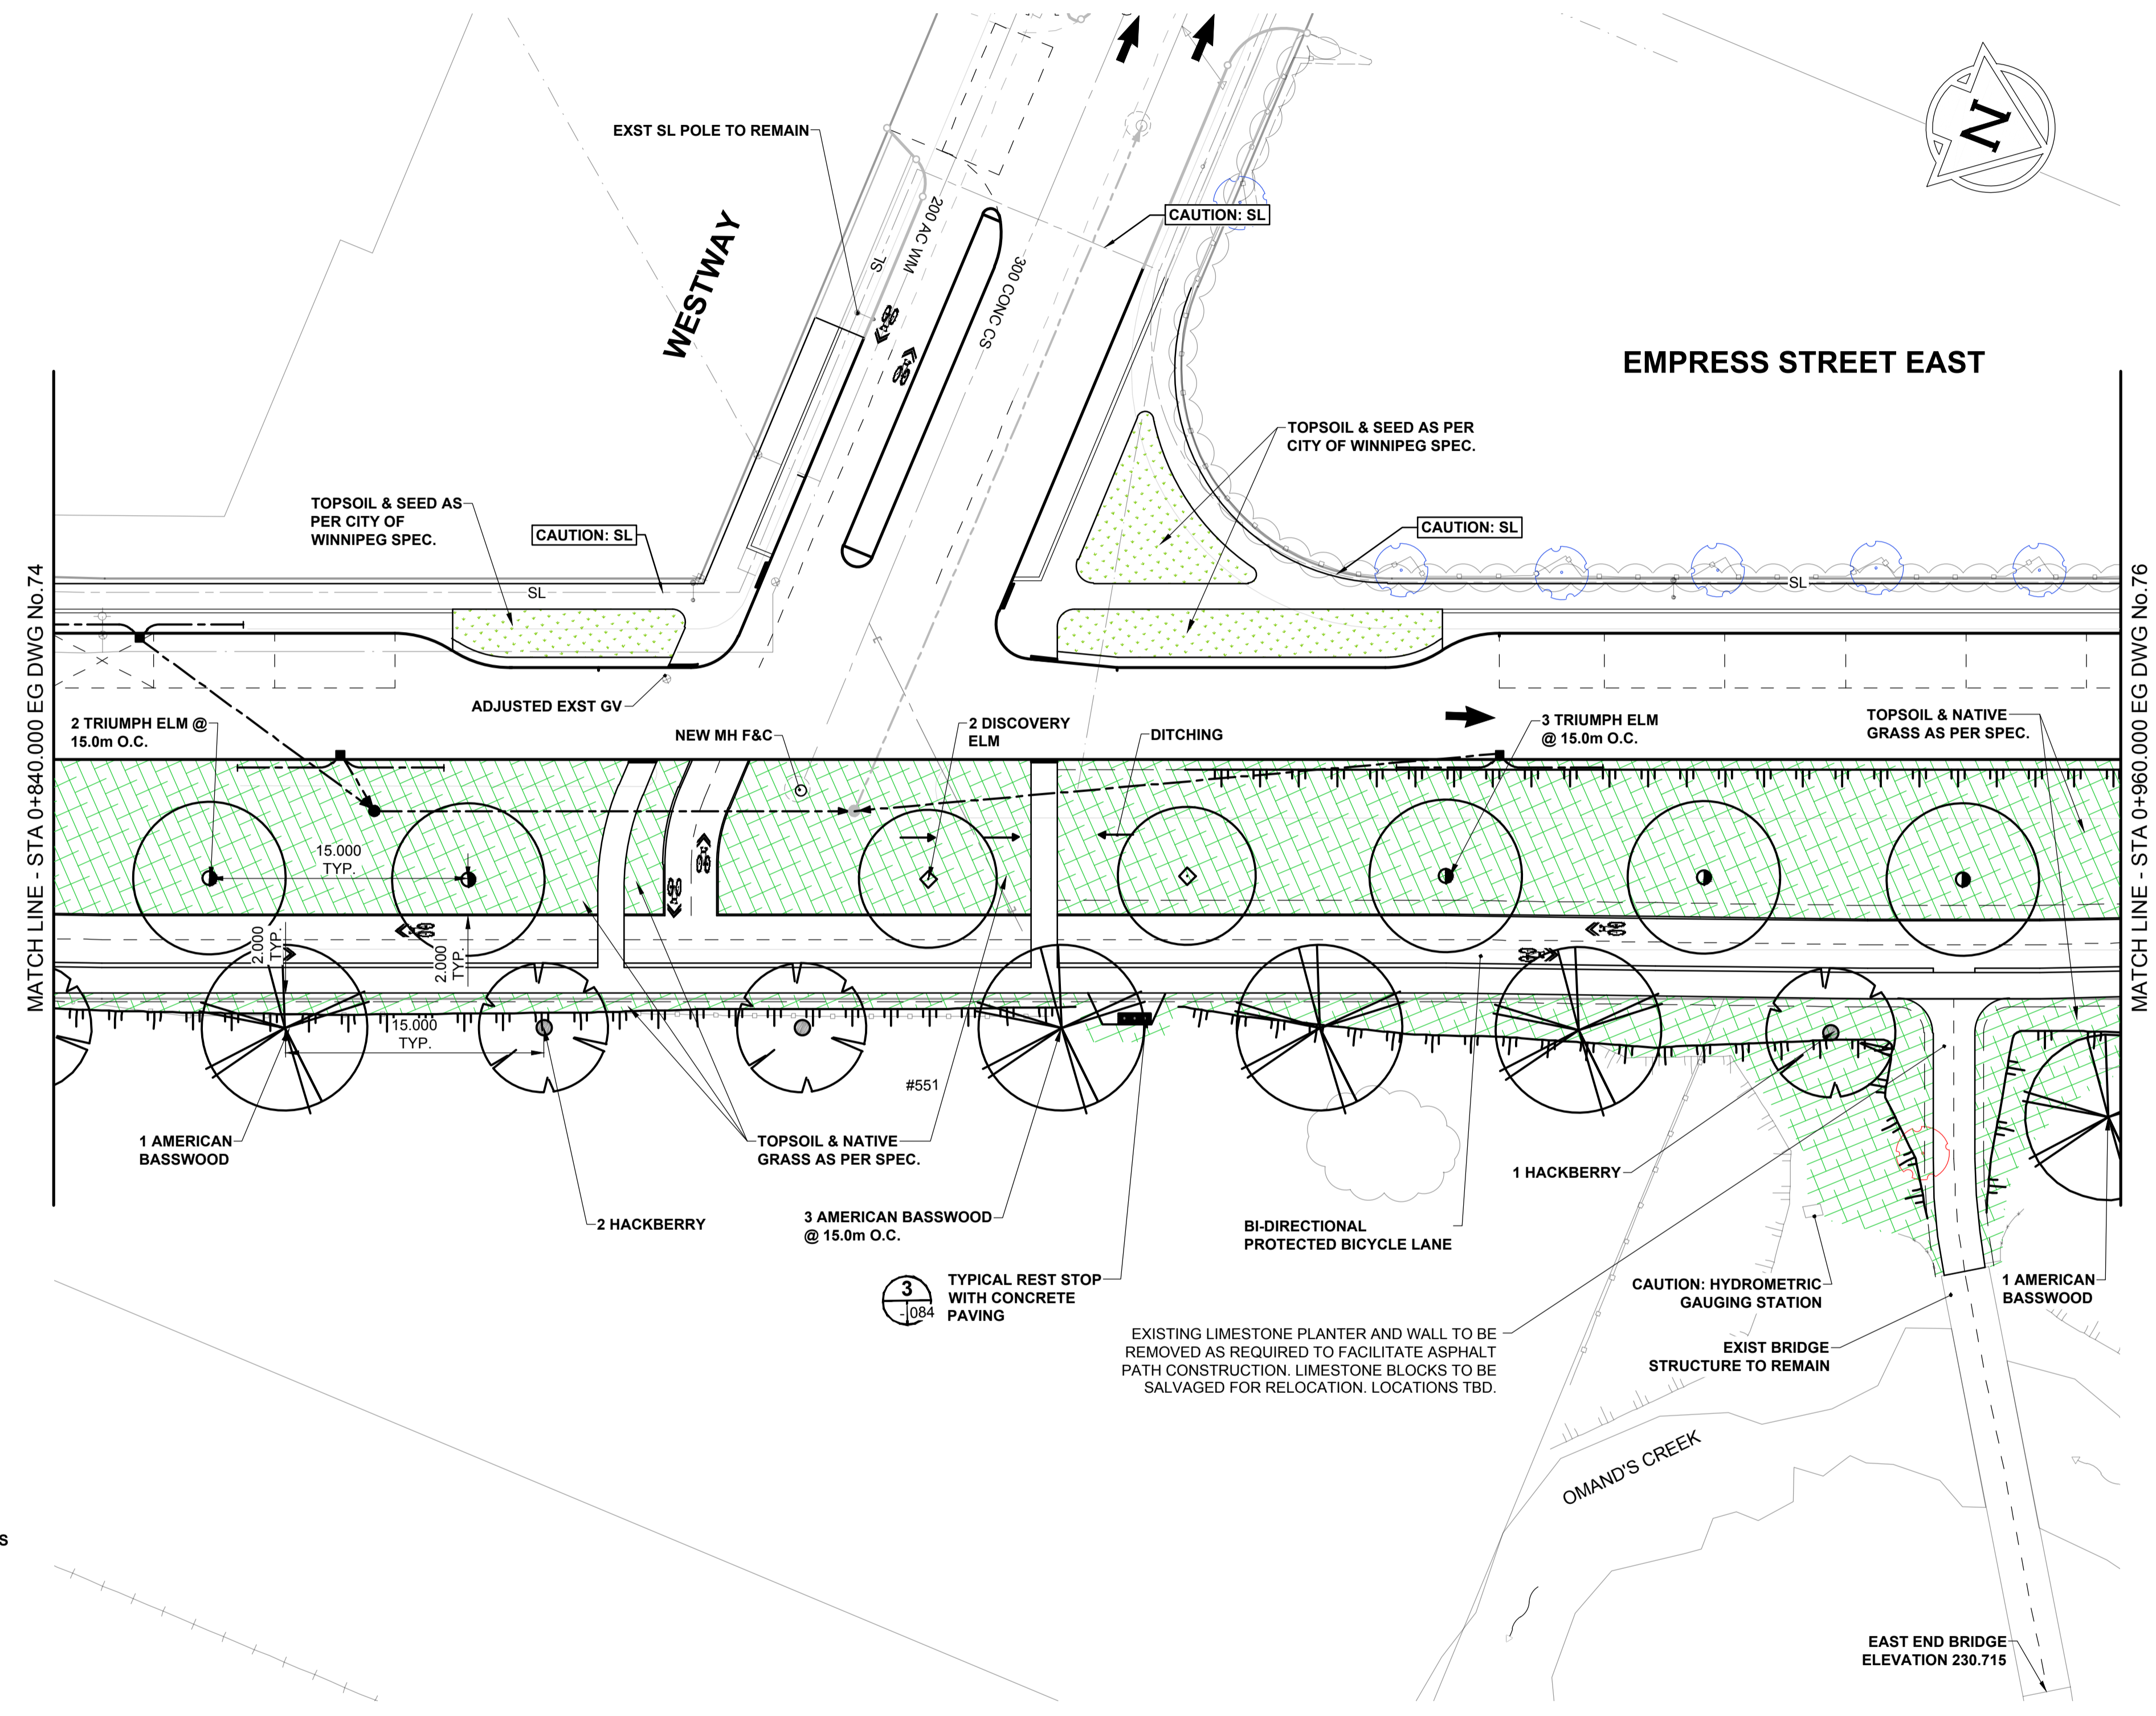 N
EXST SL POLE TO REMAIN
CAUTION: SL
WESTWAY
SL
200 AC WM
300 CONC CS
EMPRESS STREET EAST
TOPSOIL & SEED AS PER
CITY OF WINNIPEG SPEC.
TOPSOIL & SEED AS
PER CITY OF
WINNIPEG SPEC.
CAUTION: SL
CAUTION: SL
SL
SL
MATCH LINE - STA 0+840.000 EG DWG No.74
MATCH LINE - STA 0+960.000 EG DWG No.76
ADJUSTED EXST GV
2 TRIUMPH ELM @
15.0m O.C.
NEW MH F&C
2 DISCOVERY
ELM
DITCHING
3 TRIUMPH ELM
@ 15.0m O.C.
TOPSOIL & NATIVE
GRASS AS PER SPEC.
15.000
TYP.
2.000
TYP.
2.000
TYP.
15.000
TYP.
#551
1 AMERICAN
BASSWOOD
TOPSOIL & NATIVE
GRASS AS PER SPEC.
1 HACKBERRY
2 HACKBERRY
3 AMERICAN BASSWOOD
@ 15.0m O.C.
BI-DIRECTIONAL
PROTECTED BICYCLE LANE
3
- 084
TYPICAL REST STOP
WITH CONCRETE
PAVING
CAUTION: HYDROMETRIC
GAUGING STATION
1 AMERICAN
BASSWOOD
EXISTING LIMESTONE PLANTER AND WALL TO BE
REMOVED AS REQUIRED TO FACILITATE ASPHALT
PATH CONSTRUCTION. LIMESTONE BLOCKS TO BE
SALVAGED FOR RELOCATION. LOCATIONS TBD.
EXIST BRIDGE
STRUCTURE TO REMAIN
OMAND'S CREEK
S
EAST END BRIDGE
ELEVATION 230.715